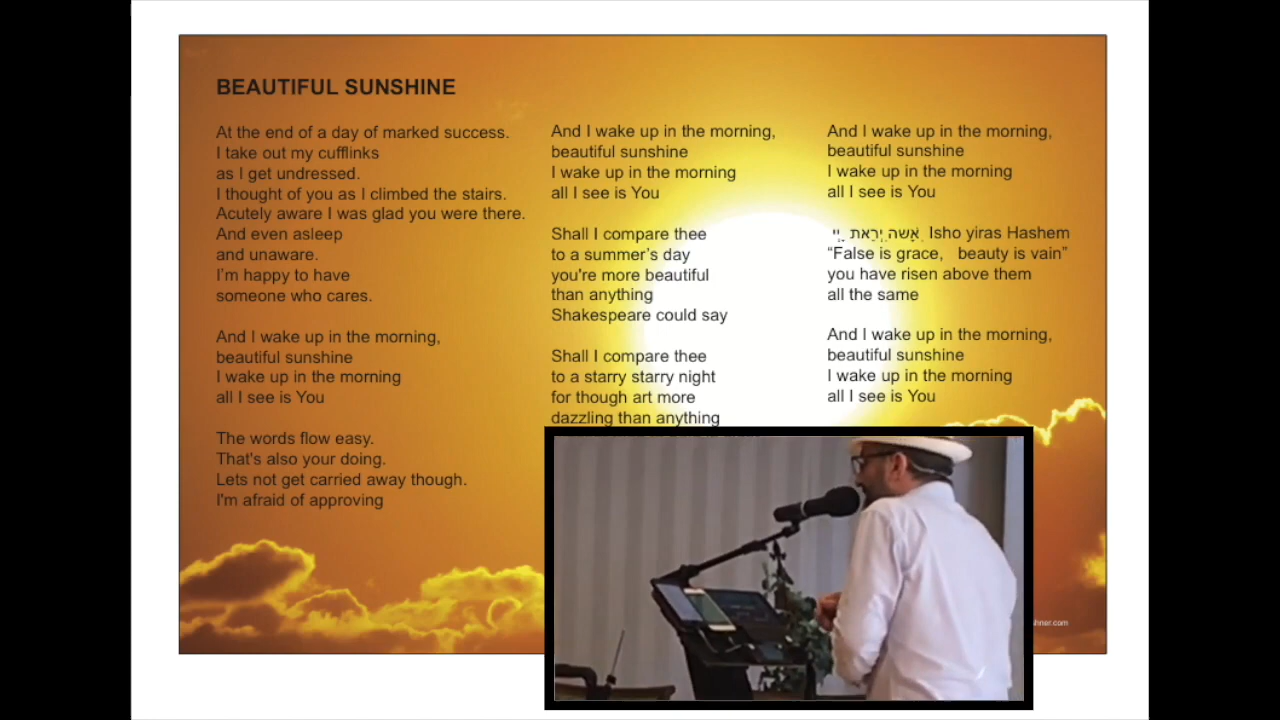 BEAUTIFUL SUNSHINE
At the end of a day of marked success.
I take out my cufflinks
as I get undressed.
I thought of you as I climbed the stairs.
Acutely aware I was glad you were there.
And even asleep
and unaware.
I'm happy to have
someone who cares.
And I wake up in the morning,
beautiful sunshine
I wake up in the morning
all I see is You
The words flow easy.
That's also your doing.
Lets not get carried away though.
I'm afraid of approving
And I wake up in the morning,
beautiful sunshine
I wake up in the morning
all I see is You
Shall I compare thee
to a summer's day
you're more beautiful
than anything
Shakespeare could say
Shall I compare thee
to a starry starry night
for though art more
dazzling than anything
And I wake up in the morning,
beautiful sunshine
I wake up in the morning
all I see is You
אשה יראת יי Isho yiras Hashem
“False is grace, beauty is vain”
you have risen above them
all the same
And I wake up in the morning,
beautiful sunshine
I wake up in the morning
all I see is You
hner.com